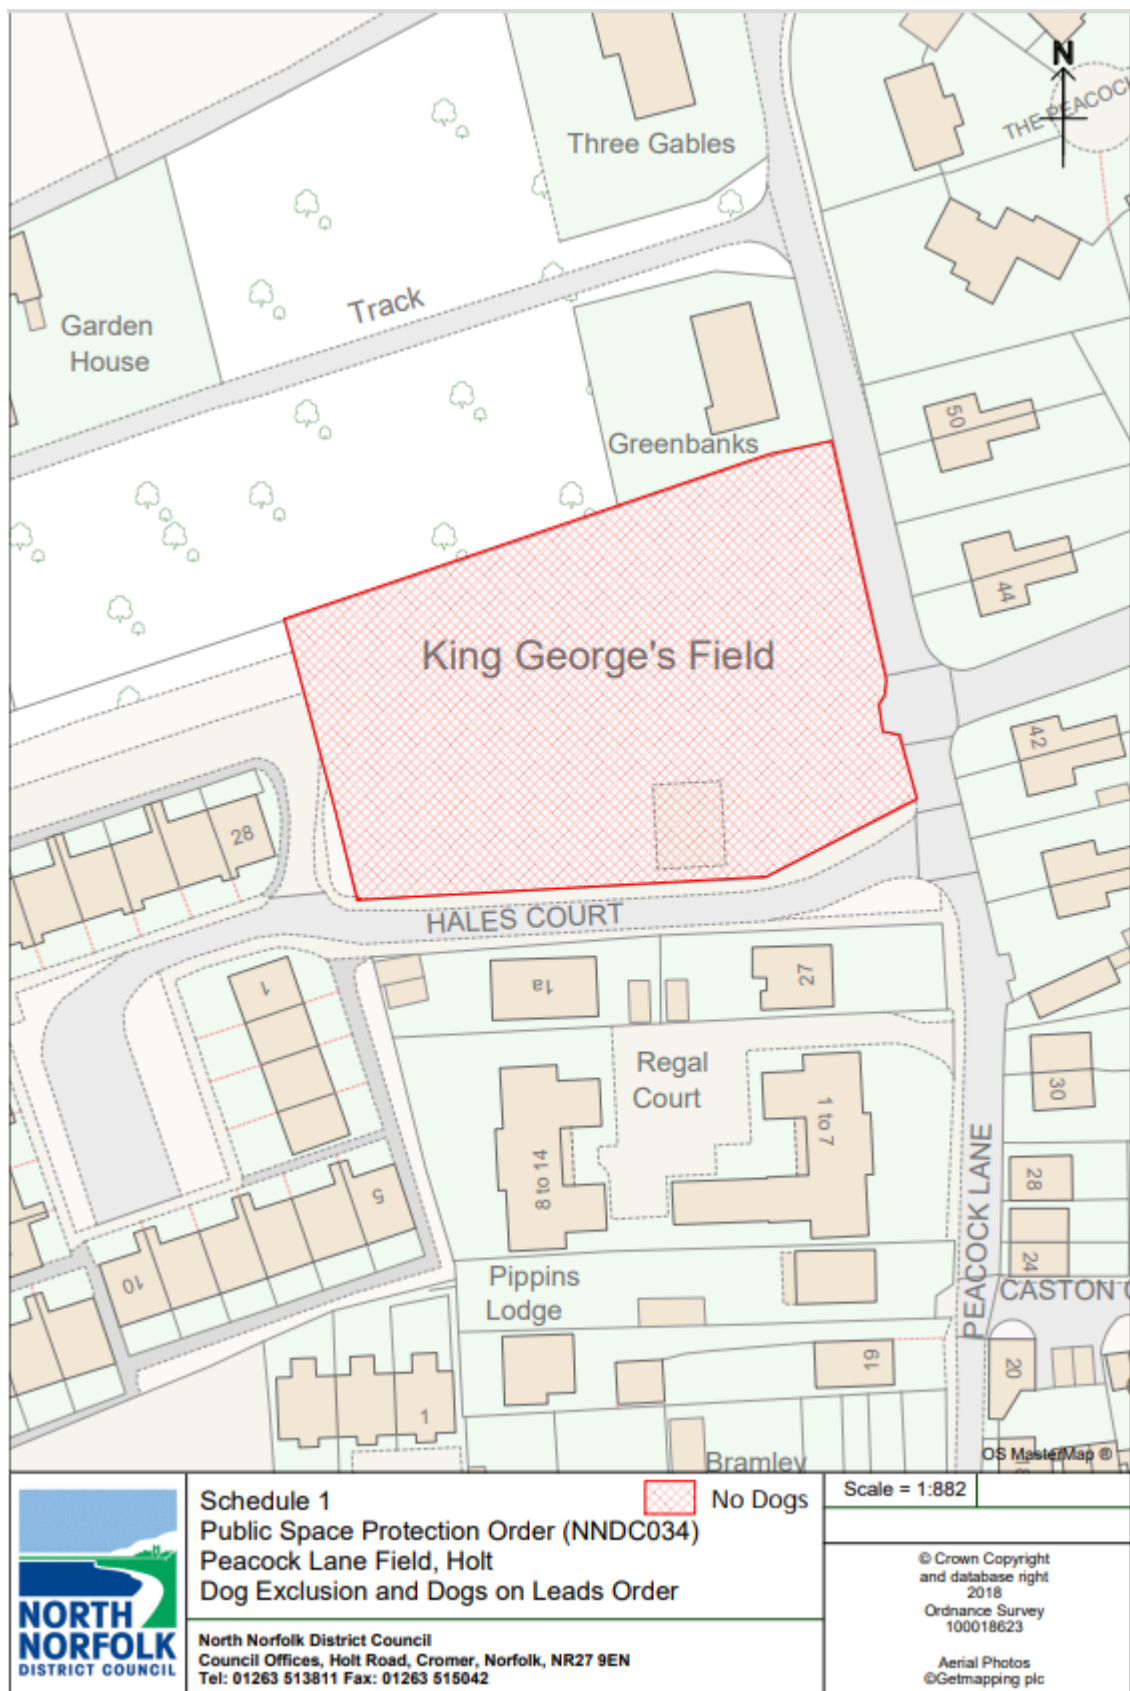 N
THE PEACOCK
Three Gables
Track
Garden
House
50
Greenbanks
44
King George's Field
42
28
HALES COURT
1
1a
27
Regal
Court
30
8 to 14
1 to 7
PEACOCK LANE
28
5
10
24
Pippins
Lodge
CASTON
19
20
1
Bramley
OS MasterMap ®
Schedule 1
No Dogs
Public Space Protection Order (NNDC034)
Peacock Lane Field, Holt
Dog Exclusion and Dogs on Leads Order
NORTH
NORFOLK
DISTRICT COUNCIL
North Norfolk District Council
Council Offices, Holt Road, Cromer, Norfolk, NR27 9EN
Tel: 01263 513811 Fax: 01263 515042
Scale = 1:882
© Crown Copyright
and database right
2018
Ordnance Survey
100018623
Aerial Photos
©Getmapping plc